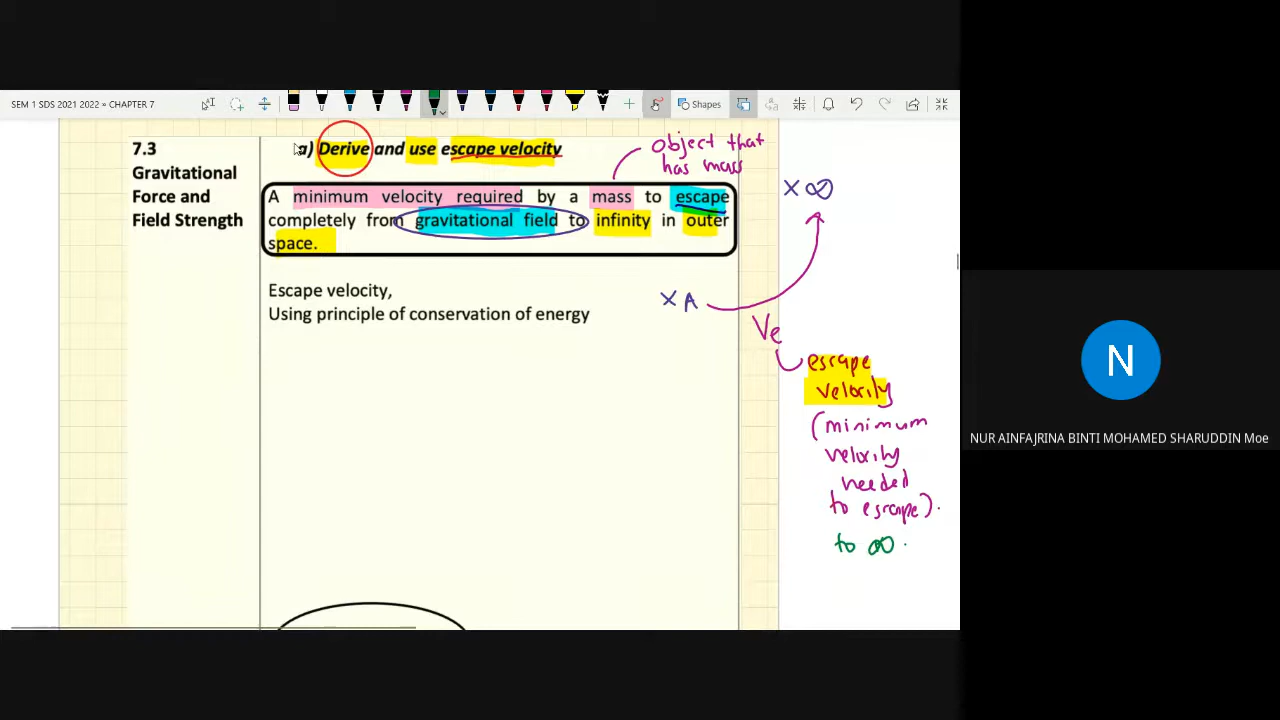 SEM 1 SDS 2021 2022 » CHAPTER 7
Shapes
7.3
Gravitational
Force and
Field Strength
a) Derive and use escape velocity
A minimum velocity required by a mass to escape
completely from gravitational field to infinity in outer
space.
Escape velocity,
Using principle of conservation of energy
object that
has mass
x ∞
x A
Ve
escape
velocity
(minimum
velocity
needed
to escape).
to ∞.
N
NUR AINFAJRINA BINTI MOHAMED SHARUDDIN Moe